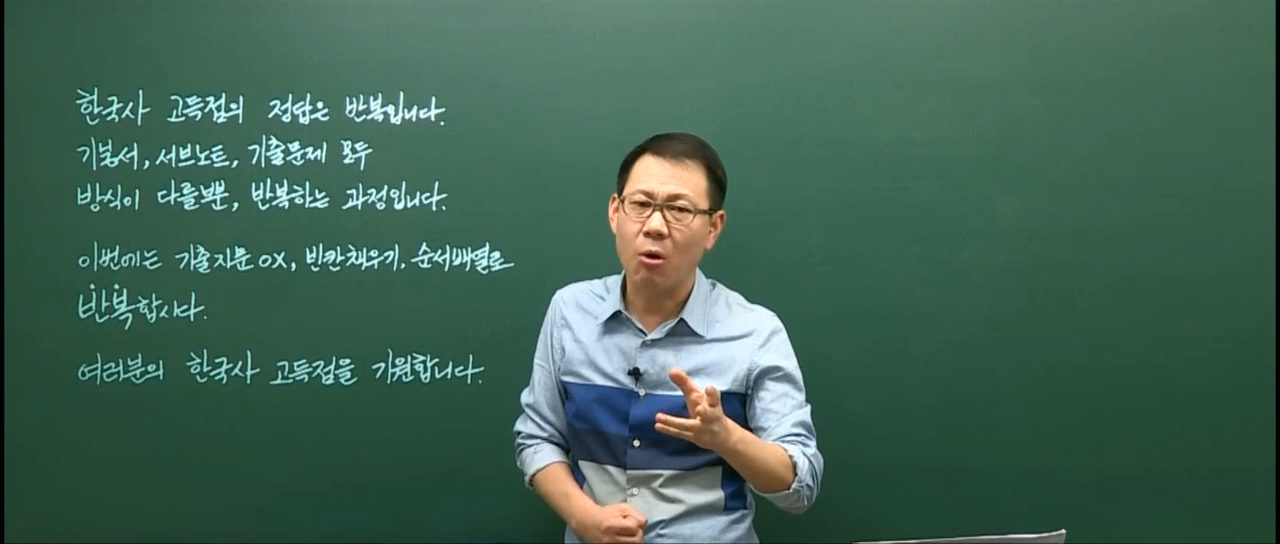 한국사 고득점의 정답은 반복입니다.
기본서, 서브노트, 기출문제 모두
방식이 다를뿐, 반복하는 과정입니다.
이번에는 기출지문 OX, 빈칸채우기, 순서배열로
반복합시다.
여러분의 한국사 고득점을 기원합니다.